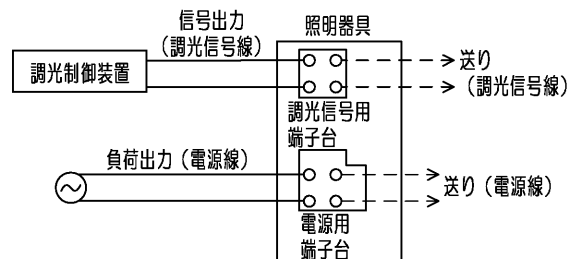 信号出力
(調光信号線)
照明器具
調光制御装置
送り
(調光信号線)
調光信号用
端子台
負荷出力(電源線)
送り(電源線)
電源用
端子台